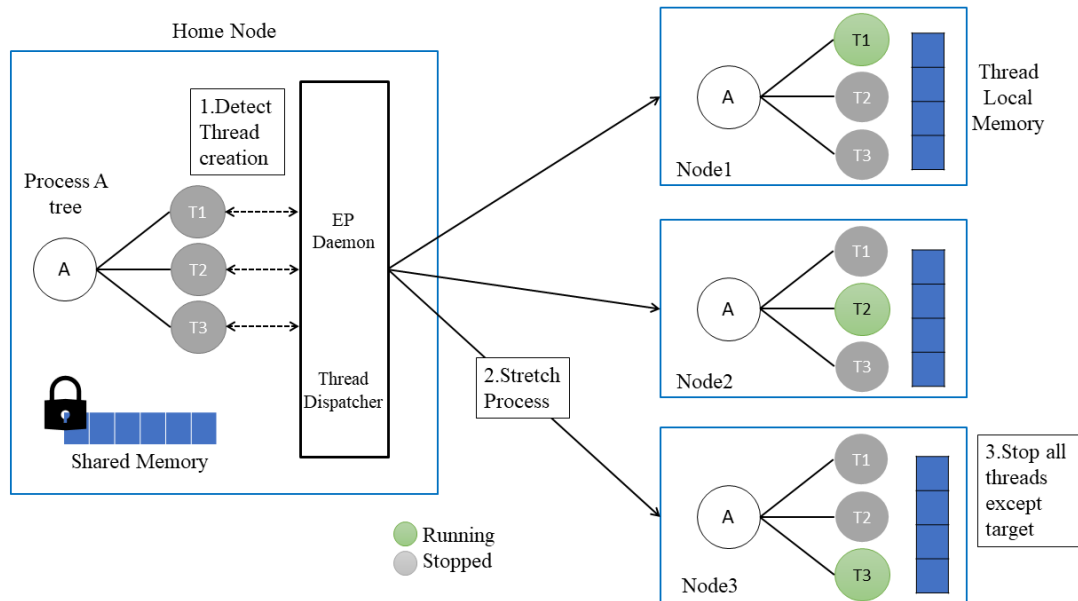 Home Node
1.Detect
Thread
creation
Process A
tree
A
T1
T2
T3
EP
Daemon
Thread
Dispatcher
Shared Memory
2.Stretch
Process
Running
Stopped
A
T1
T2
T3
Node1
Thread
Local
Memory
A
T1
T2
T3
Node2
A
T1
T2
T3
Node3
3.Stop all
threads
except
target